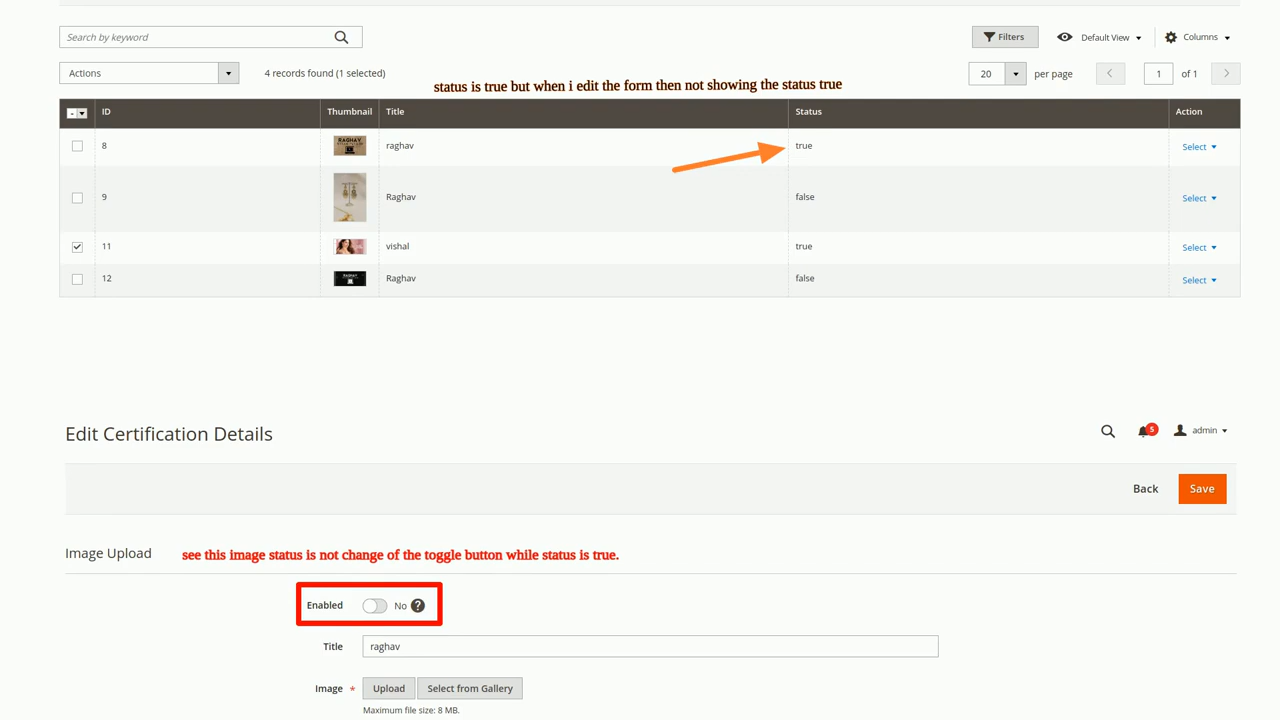 Search by keyword
Filters
Default View
Columns
Actions
4 records found (1 selected)
status is true but when i edit the form then not showing the status true
20
per page
1
of 1
ID
Thumbnail
Title
Status
Action
8
RAGHAV
raghav
true
Select
9
Raghav
false
Select
11
vishal
true
Select
12
RAGHAV
Raghav
false
Select
Edit Certification Details
5
admin
Back
Save
Image Upload
see this image status is not change of the toggle button while status is true.
Enabled
No
?
Title
raghav
Image *
Upload
Select from Gallery
Maximum file size: 8 MB.